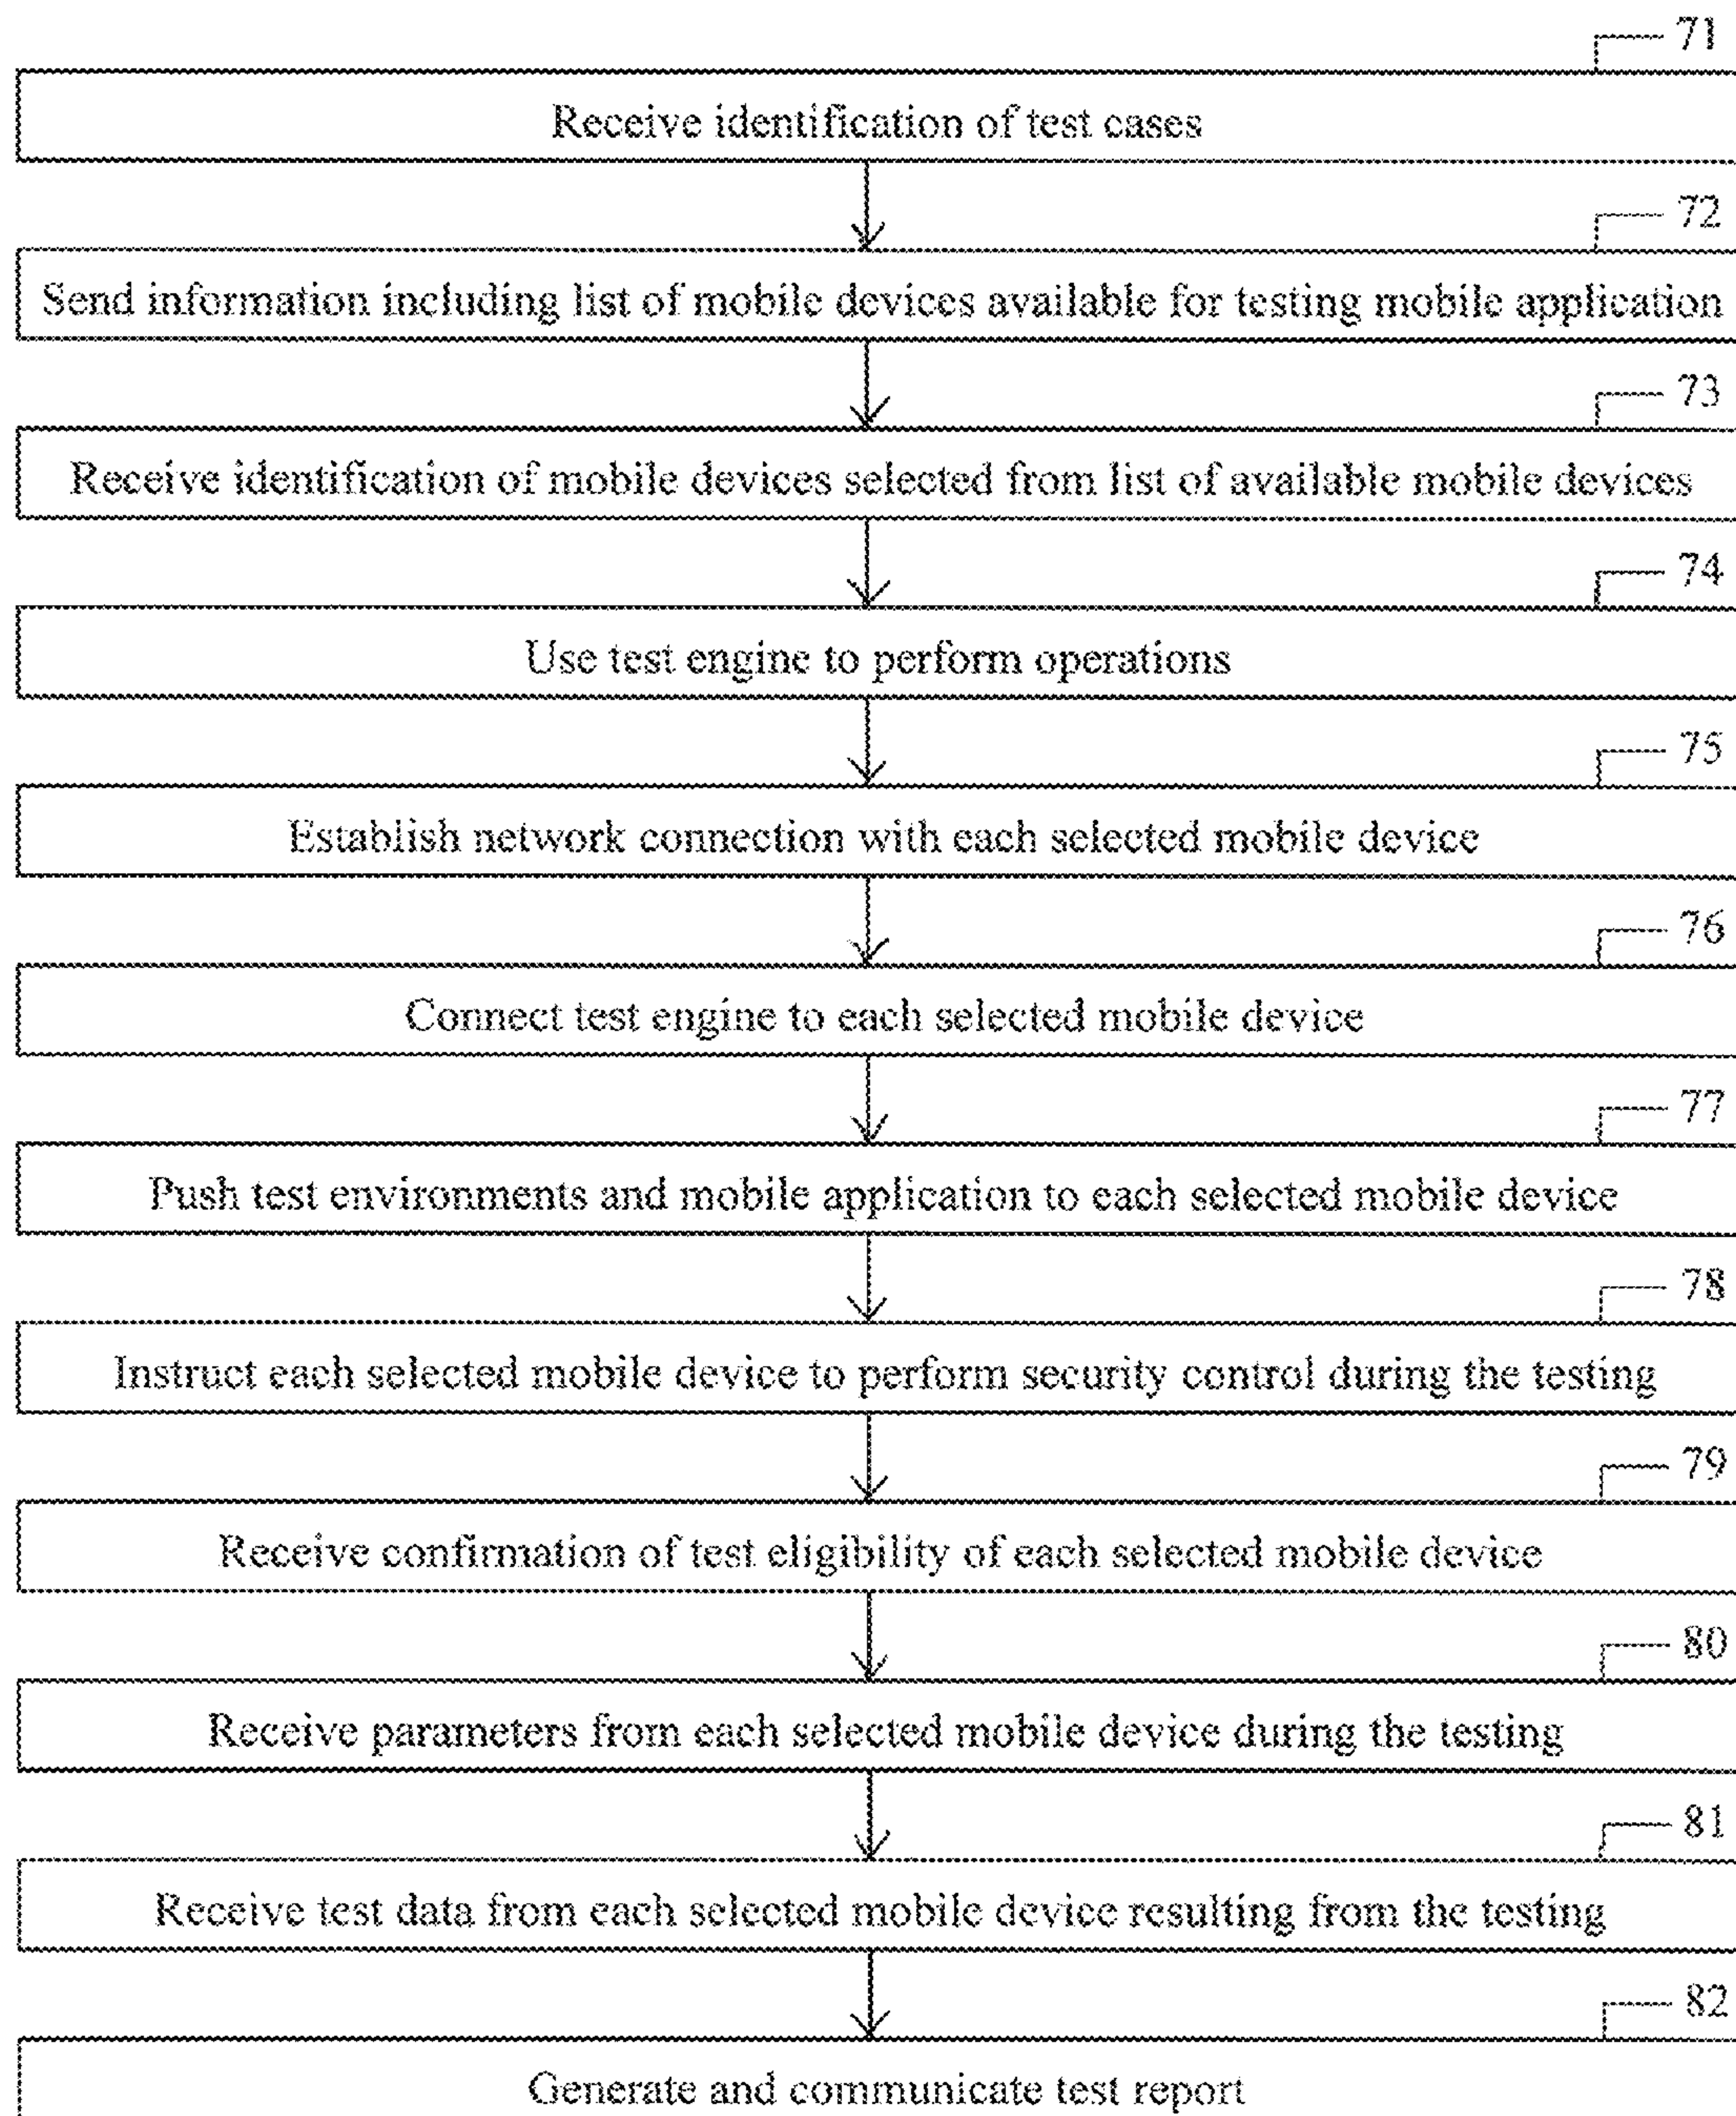 71
Receive identification of test cases
72
Send information including list of mobile devices available for testing mobile application
73
Receive identification of mobile devices selected from list of available mobile devices
74
Use test engine to perform operations
75
Establish network connection with each selected mobile device
76
Connect test engine to each selected mobile device
77
Push test environments and mobile application to each selected mobile device
78
Instruct each selected mobile device to perform security control during the testing
79
Receive confirmation of test eligibility of each selected mobile device
80
Receive parameters from each selected mobile device during the testing
81
Receive test data from each selected mobile device resulting from the testing
82
Generate and communicate test report